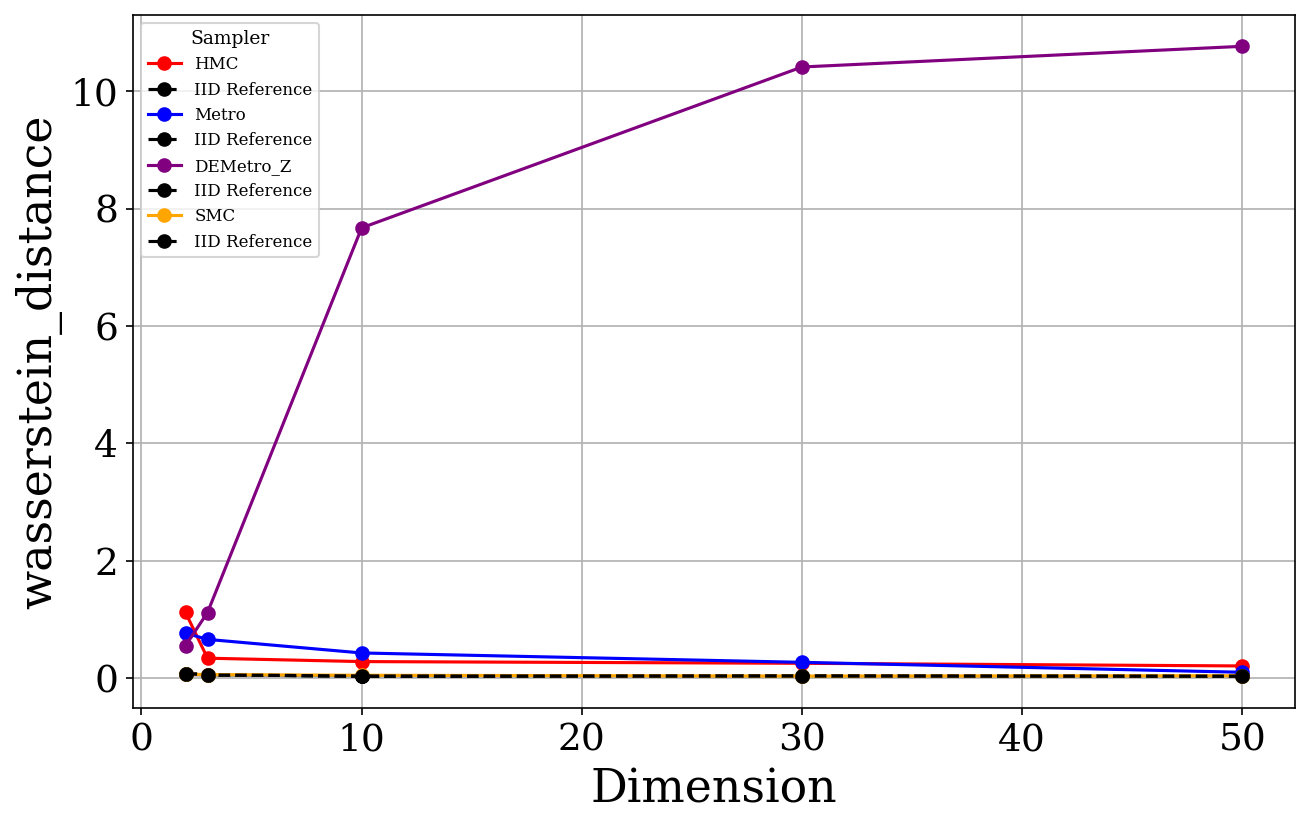 Sampler
HMC
IID Reference
Metro
IID Reference
DEMetro_Z
IID Reference
SMC
IID Reference
wasserstein_distance
10
8
6
4
2
0
0 10 20 30 40 50
Dimension